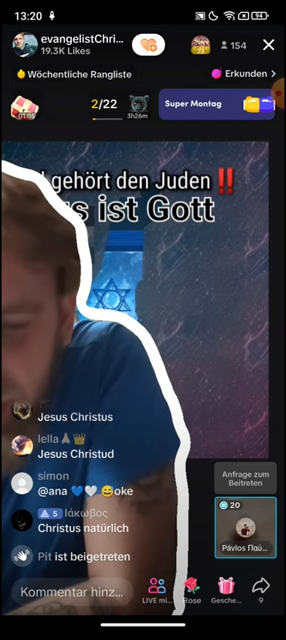 13:20
94
evangelistChri...
19.3K Likes
154
Wöchentliche Rangliste
Erkunden >
01:05
2/22
3h26m
Super Montag
gehört den Juden ‼️
s ist Gott
Jesus Christus
lella🙏🏽👑
Jesus Christud
simon
@ana 💙🤍😄oke
5 Ιάκωβος
Christus natürlich
Pit ist beigetreten
Anfrage zum
Beitreten
20
Pávlos Παύ...
Kommentar hinz...
LIVE mi...
Rose
Gesche...
9